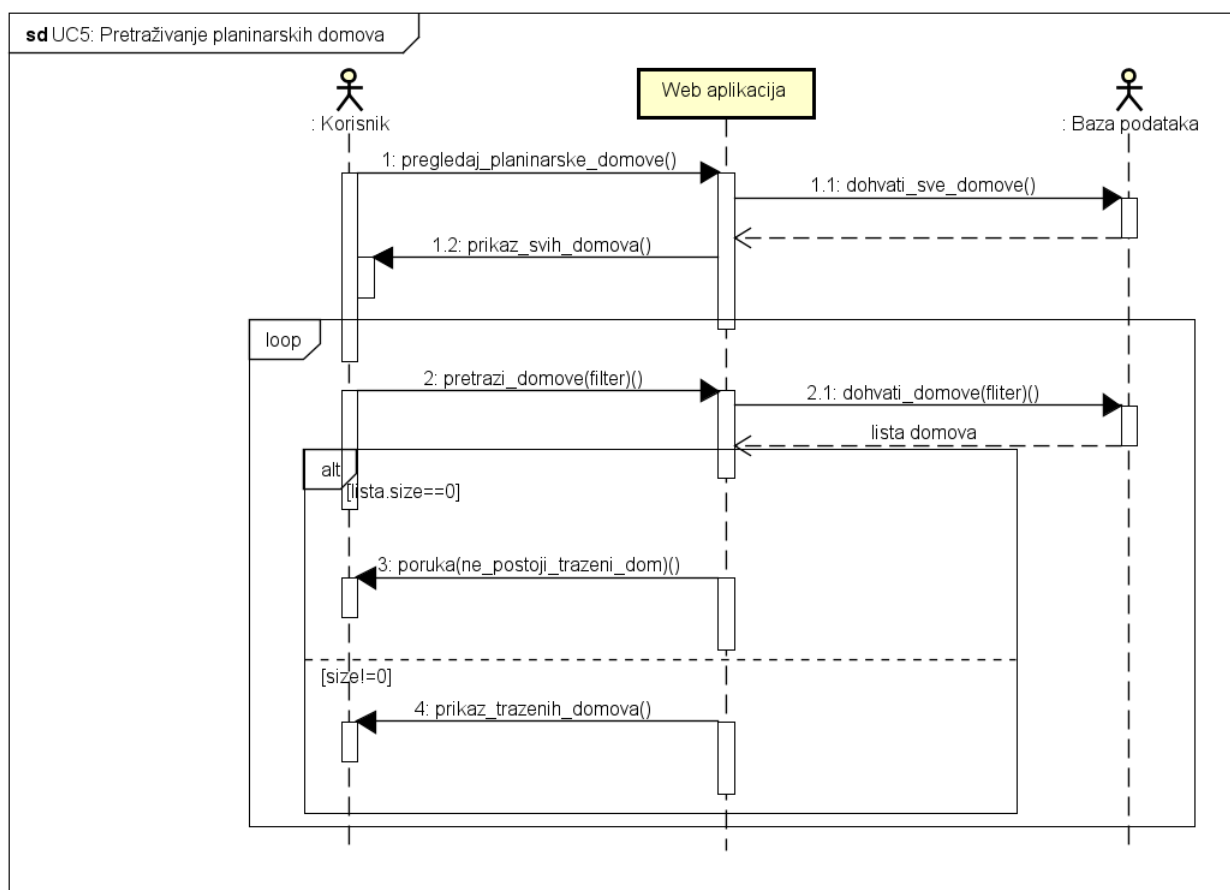 sd UC5: Pretraživanje planinarskih domova
: Korisnik
Web aplikacija
: Baza podataka
1: pregledaj_planinarske_domove()
1.1: dohvati_sve_domove()
1.2: prikaz_svih_domova()
loop
2: pretrazi_domove(filter)()
2.1: dohvati_domove(fliter)()
lista domova
alt
[lista.size==0]
3: poruka(ne_postoji_trazeni_dom)()
[size!=0]
4: prikaz_trazenih_domova()